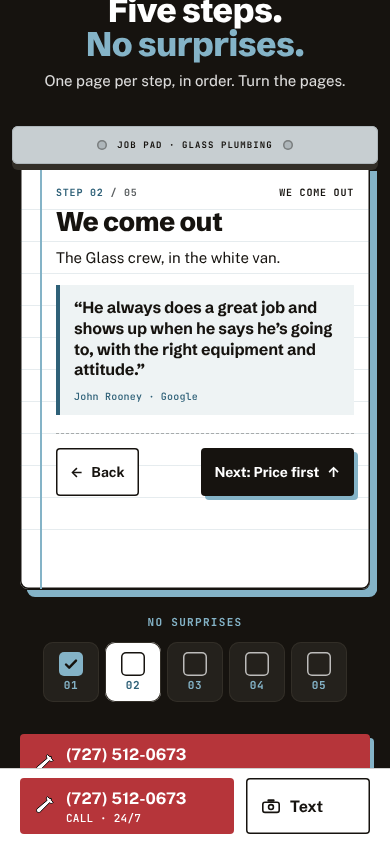 Five steps.
No surprises.
One page per step, in order. Turn the pages.
JOB PAD · GLASS PLUMBING
STEP 02 / 05
WE COME OUT
We come out
The Glass crew, in the white van.
“He always does a great job and
shows up when he says he’s going
to, with the right equipment and
attitude.”
John Rooney · Google
← Back
Next: Price first ↑
NO SURPRISES
01
02
03
04
05
(727) 512-0673
(727) 512-0673
CALL · 24/7
Text